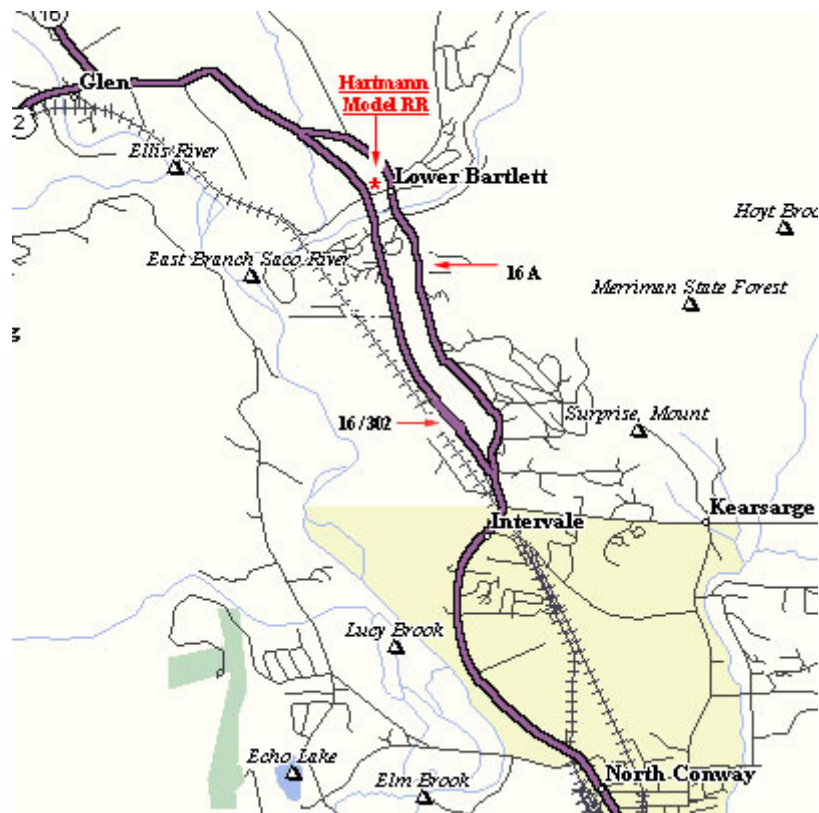 16
Glen
Hartmann
Model RR
2
Ellis River
Lower Bartlett
Hoyt Broo
East Branch Saco River
16 A
Merriman State Forest
g
16 / 302
Surprise, Mount
Kearsarge
Intervale
Lucy Brook
Echo Lake
Elm Brook
North Conway